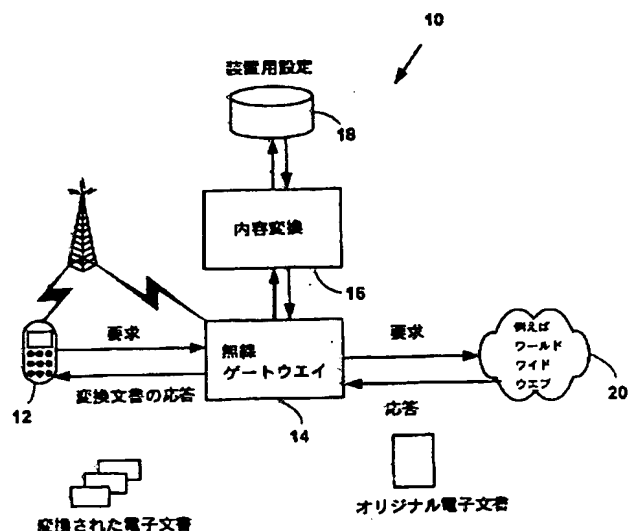 10
装置用設定
18
内容変換
16
要求
無線
ゲートウエイ
要求
例えば
ワールド
ワイド
ウエブ
20
12
変換文書の応答
14
応答
変換された電子文書
オリジナル電子文書